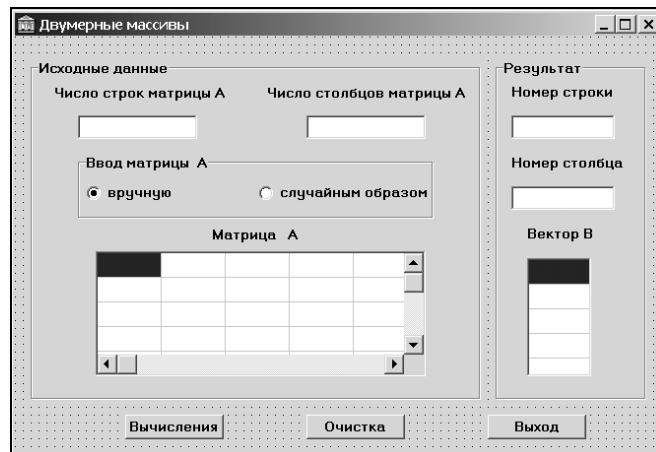 Двумерные массивы
Исходные данные
Число строк матрицы А
Число столбцов матрицы А
Ввод матрицы А
вручную
случайным образом
Матрица А
Результат
Номер строки
Номер столбца
Вектор В
Вычисления
Очистка
Выход